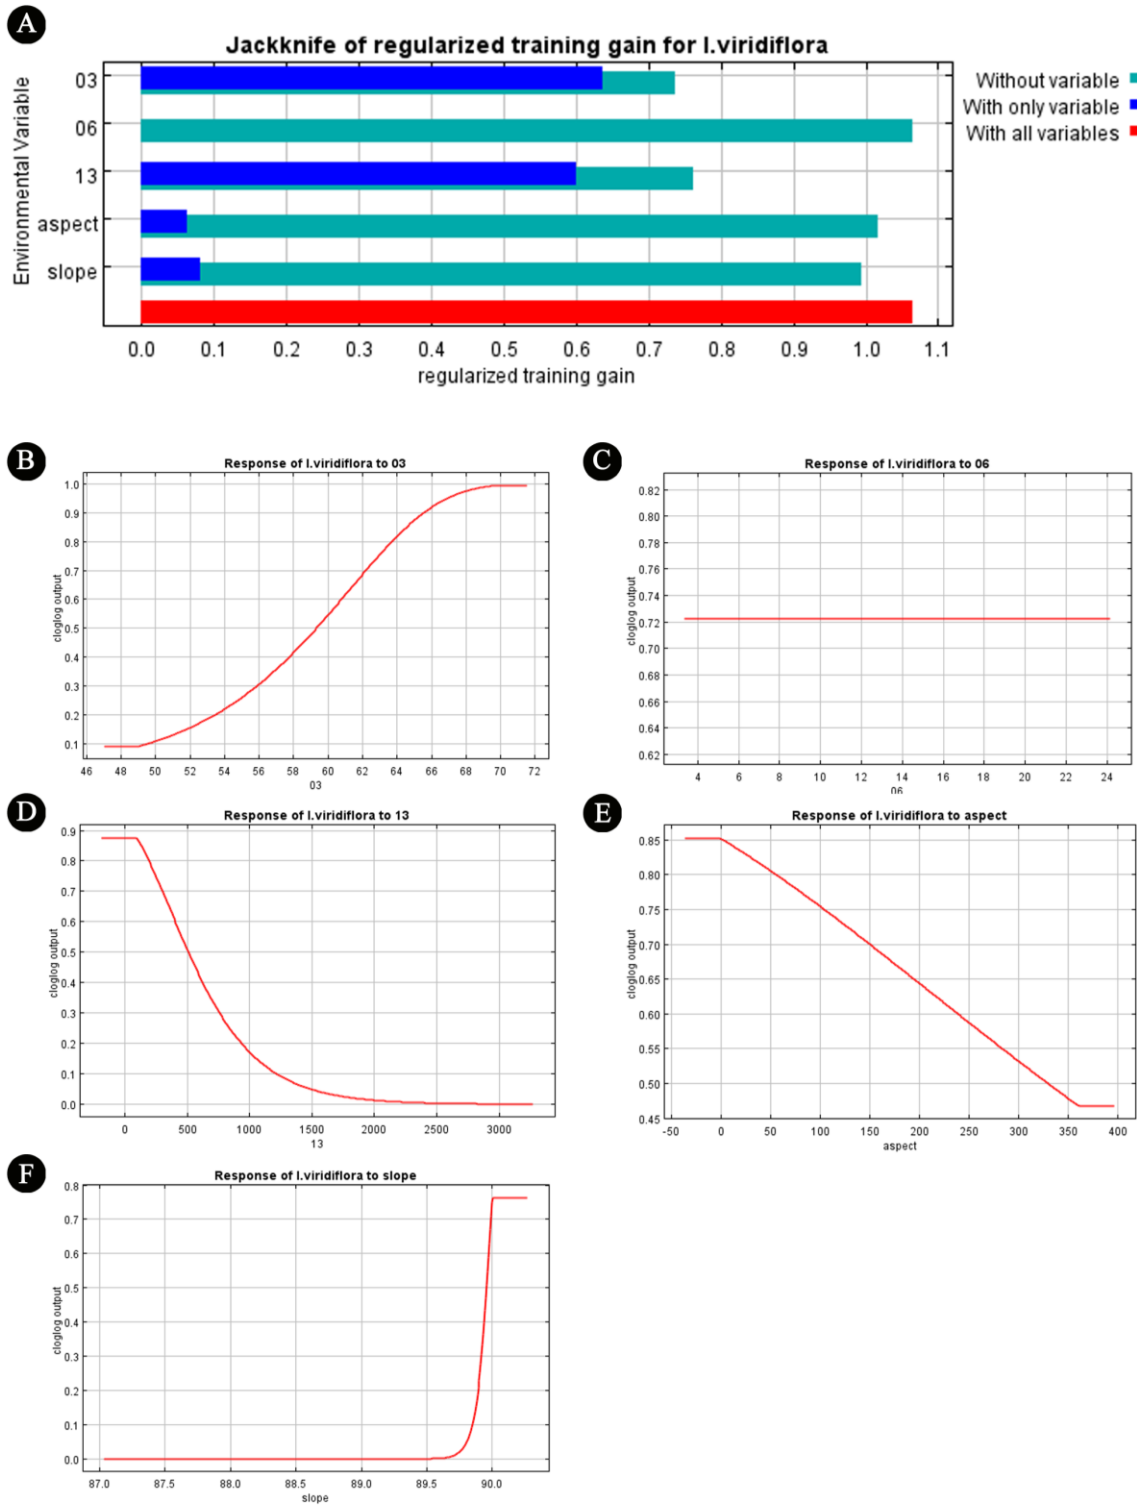 A
Jackknife of regularized training gain for I.viridiflora
Environmental Variable
03
06
13
aspect
slope
Without variable
With only variable
With all variables
0.0 0.1 0.2 0.3 0.4 0.5 0.6 0.7 0.8 0.9 1.0 1.1
regularized training gain
B
Response of I.viridiflora to 03
cloglog output
1.0
0.9
0.8
0.7
0.6
0.5
0.4
0.3
0.2
0.1
46 48 50 52 54 56 58 60 62 64 66 68 70 72
03
C
Response of I.viridiflora to 06
cloglog output
0.82
0.80
0.78
0.76
0.74
0.72
0.70
0.68
0.66
0.64
0.62
4 6 8 10 12 14 16 18 20 22 24
06
D
Response of I.viridiflora to 13
cloglog output
0.9
0.8
0.7
0.6
0.5
0.4
0.3
0.2
0.1
0.0
0 500 1000 1500 2000 2500 3000
13
E
Response of I.viridiflora to aspect
cloglog output
0.85
0.80
0.75
0.70
0.65
0.60
0.55
0.50
0.45
-50 0 50 100 150 200 250 300 350 400
aspect
F
Response of I.viridiflora to slope
cloglog output
0.8
0.7
0.6
0.5
0.4
0.3
0.2
0.1
0.0
87.0 87.5 88.0 88.5 89.0 89.5 90.0
slope